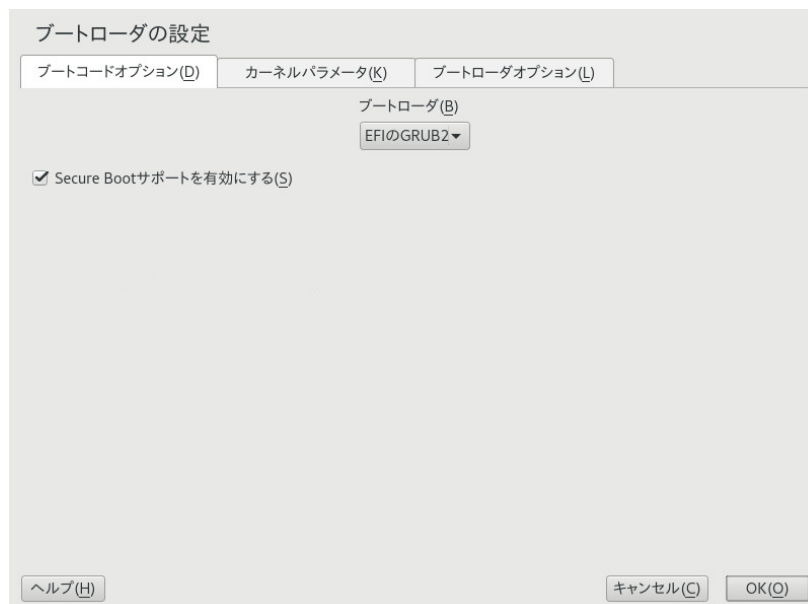 ブートローダの設定
ブートコードオプション(D) カーネルパラメータ(K) ブートローダオプション(L)
ブートローダ(B)
EFIのGRUB2
Secure Bootサポートを有効にする(S)
ヘルプ(H) キャンセル(C) OK(O)